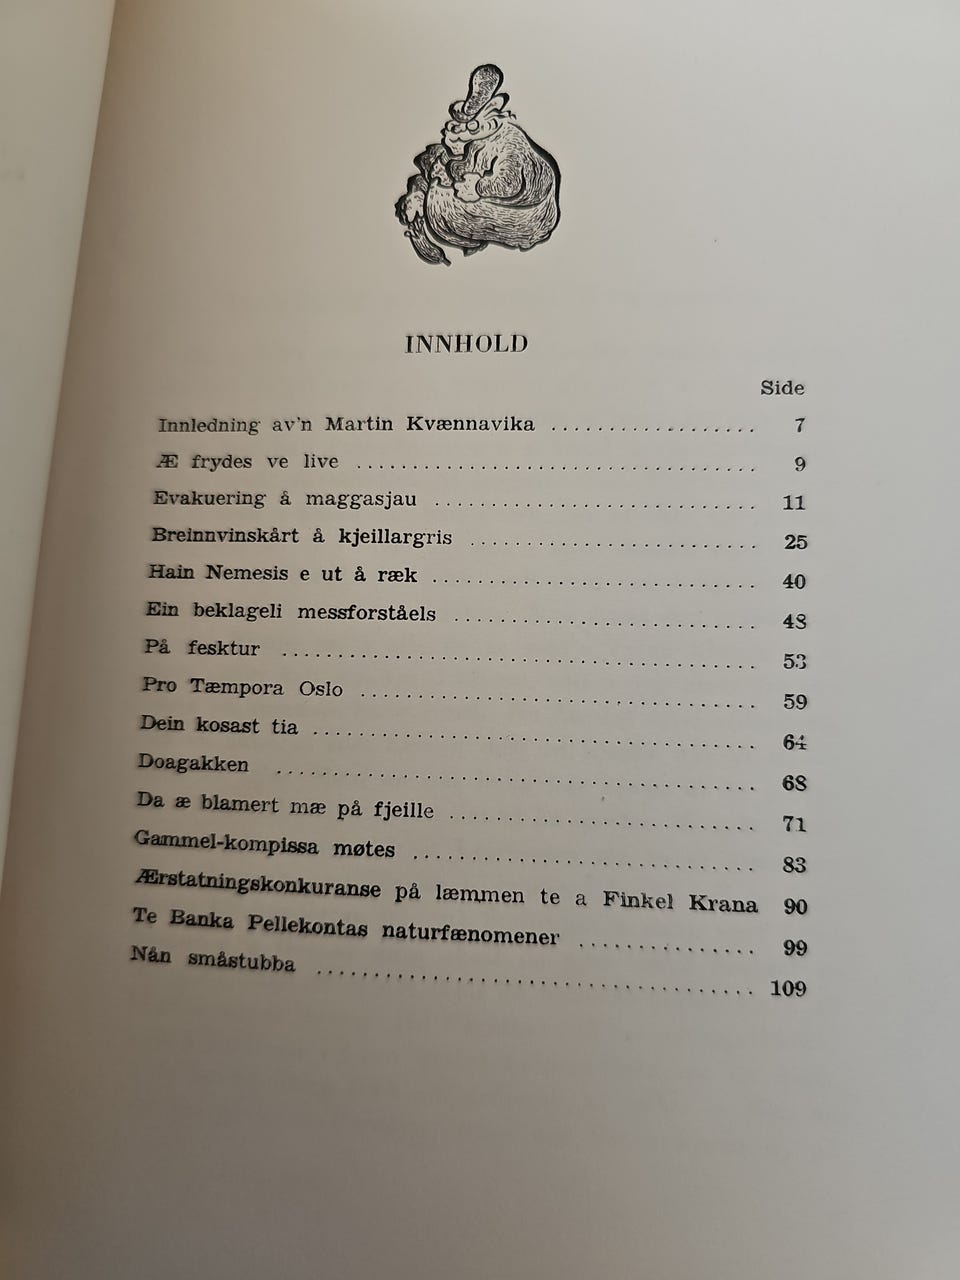 INNHOLD
Side
Innledning av'n Martin Kvænnavika .................. 7
Æ frydes ve live .................................. 9
Evakuering å maggasjau ............................ 11
Breinnvinskårt å kjeillargris ......................... 25
Hain Nemesis e ut å ræk ............................ 40
Ein beklageli messforståels .......................... 48
På fesktur ......................................... 53
Pro Tæmpora Oslo .................................. 59
Dein kosast tia ..................................... 64
Doagakken ......................................... 68
Da æ blamert mæ på fjeille ........................... 71
Gammel-kompissa møtes .............................. 83
Ærstatningskonkuranse på læmmen te a Finkel Krana 90
Te Banka Pellekontas naturfænomener ................ 99
Nån småstubba ...................................... 109